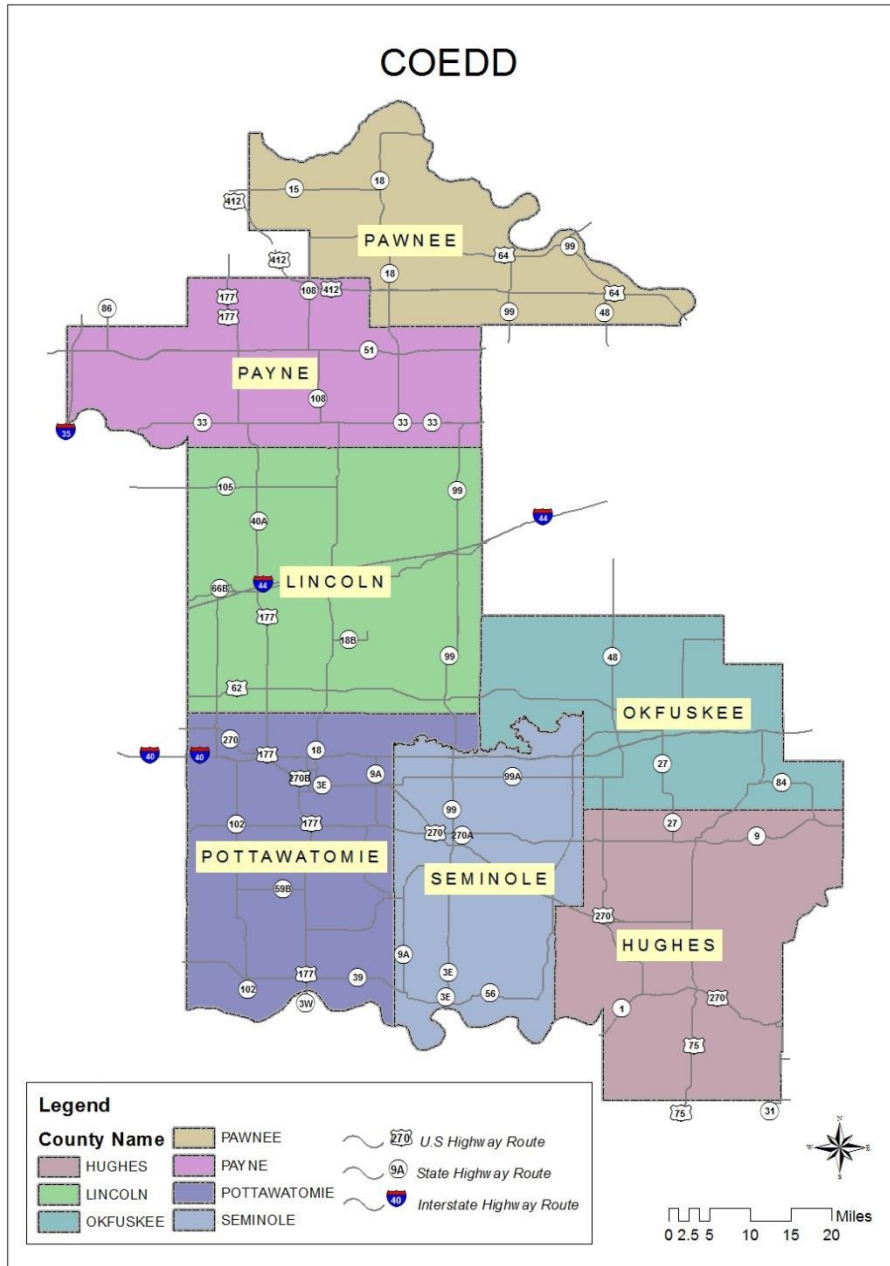 COEDD
15
18
412
PAWNEE
99
64
412
18
177
108
412
64
86
177
99
48
51
PAYNE
108
33
33
33
35
105
99
40A
44
LINCOLN
44
66B
177
18B
99
48
62
OKFUSKEE
270
18
40
40
177
27
270B
9A
99A
84
3E
99
102
177
270
270A
27
9
POTTAWATOMIE
SEMINOLE
59B
270
HUGHES
9A
3E
177
39
102
3E
56
270
3W
1
75
75
31
Legend
County Name
HUGHES
LINCOLN
OKFUSKEE
PAWNEE
PAYNE
POTTAWATOMIE
SEMINOLE
270 U.S Highway Route
9A State Highway Route
40 Interstate Highway Route
N
W E
S
Miles
0 2.5 5 10 15 20